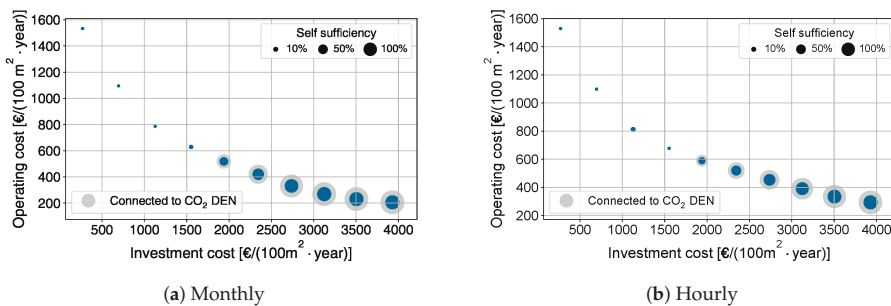 1600
1400
1200
1000
800
600
400
200
Operating cost [€/(100 m² · year)]
Self sufficiency
10% 50% 100%
Connected to CO₂ DEN
500 1000 1500 2000 2500 3000 3500 4000
Investment cost [€/(100m² · year)]
(a) Monthly
1600
1400
1200
1000
800
600
400
200
Operating cost [€/(100 m² · year)]
Self sufficiency
10% 50% 100%
Connected to CO₂ DEN
500 1000 1500 2000 2500 3000 3500 4000
Investment cost [€/(100m² · year)]
(b) Hourly